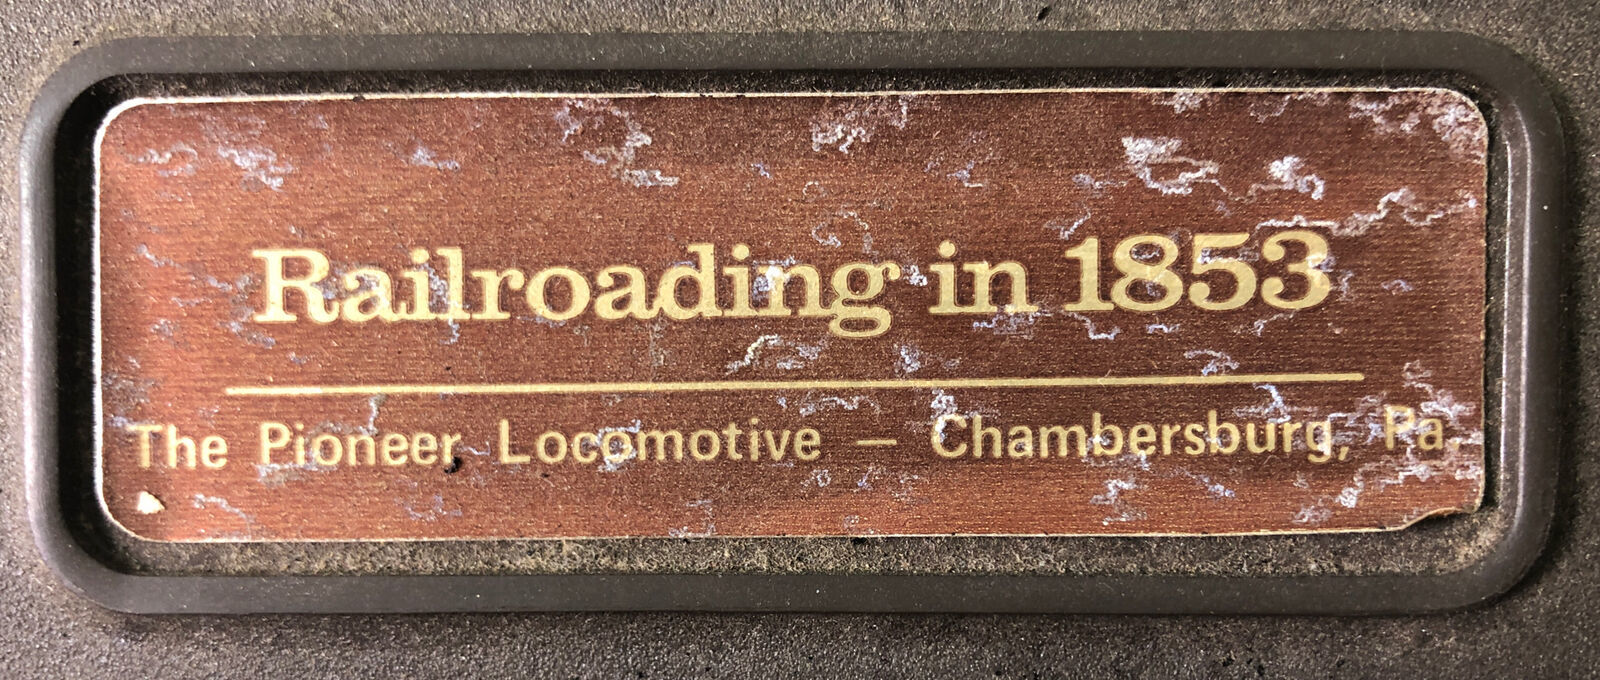 Railroading in 1853
The Pioneer Locomotive — Chambersburg, Pa.